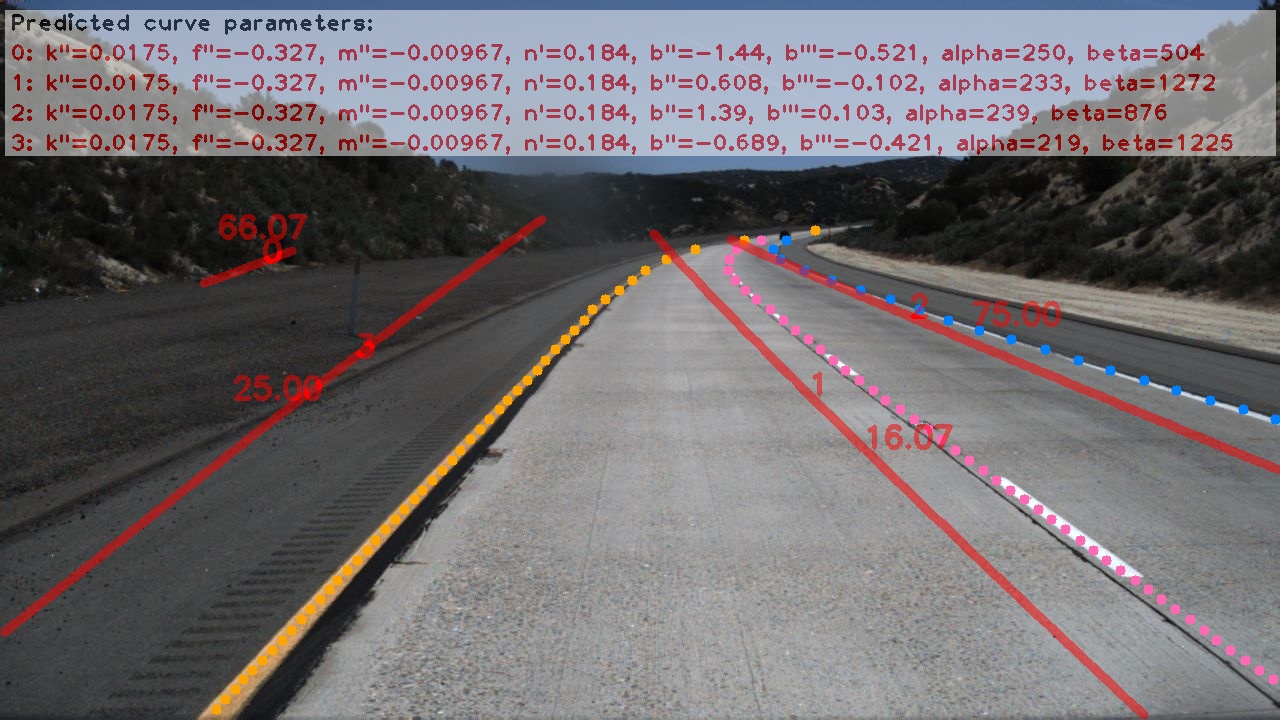 Predicted curve parameters:
0: k''=0.0175, f''=-0.327, m''=-0.00967, n'=0.184, b''=-1.44, b'''=-0.521, alpha=250, beta=504
1: k''=0.0175, f''=-0.327, m''=-0.00967, n'=0.184, b''=0.608, b'''=-0.102, alpha=233, beta=1272
2: k''=0.0175, f''=-0.327, m''=-0.00967, n'=0.184, b''=1.39, b'''=0.103, alpha=239, beta=876
3: k''=0.0175, f''=-0.327, m''=-0.00967, n'=0.184, b''=-0.689, b'''=-0.421, alpha=219, beta=1225
66.07
0
2
75.00
3
25.00
1
16.07